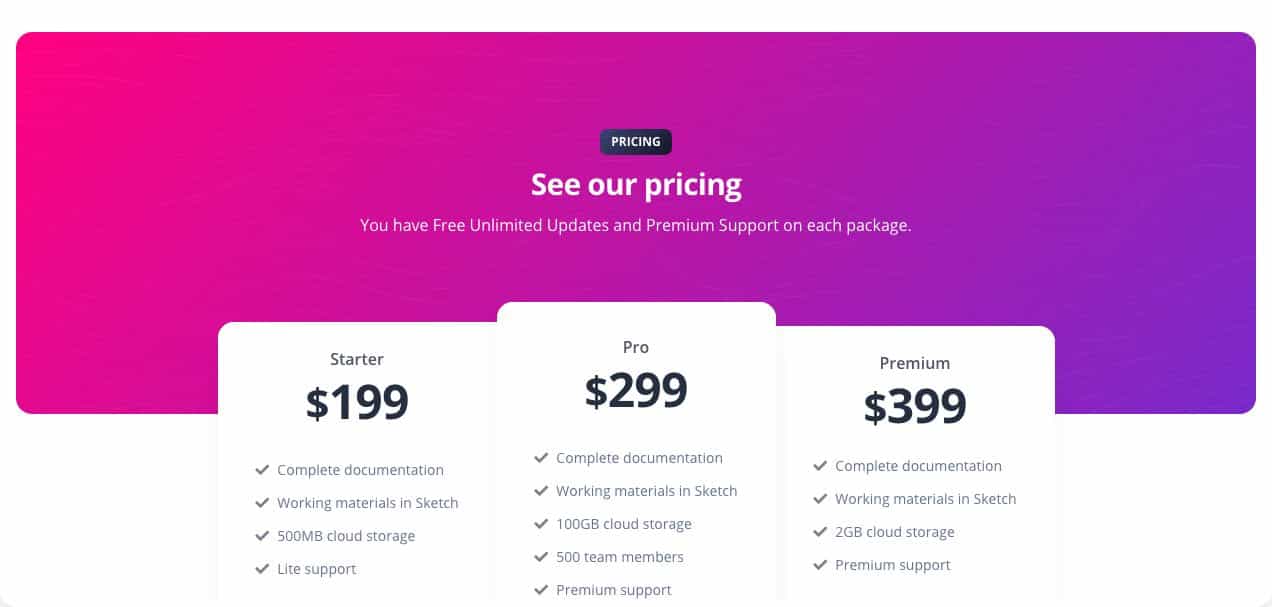 PRICING
See our pricing
You have Free Unlimited Updates and Premium Support on each package.
Starter
$199
Complete documentation
Working materials in Sketch
500MB cloud storage
Lite support
Pro
$299
Complete documentation
Working materials in Sketch
100GB cloud storage
500 team members
Premium support
Premium
$399
Complete documentation
Working materials in Sketch
2GB cloud storage
Premium support